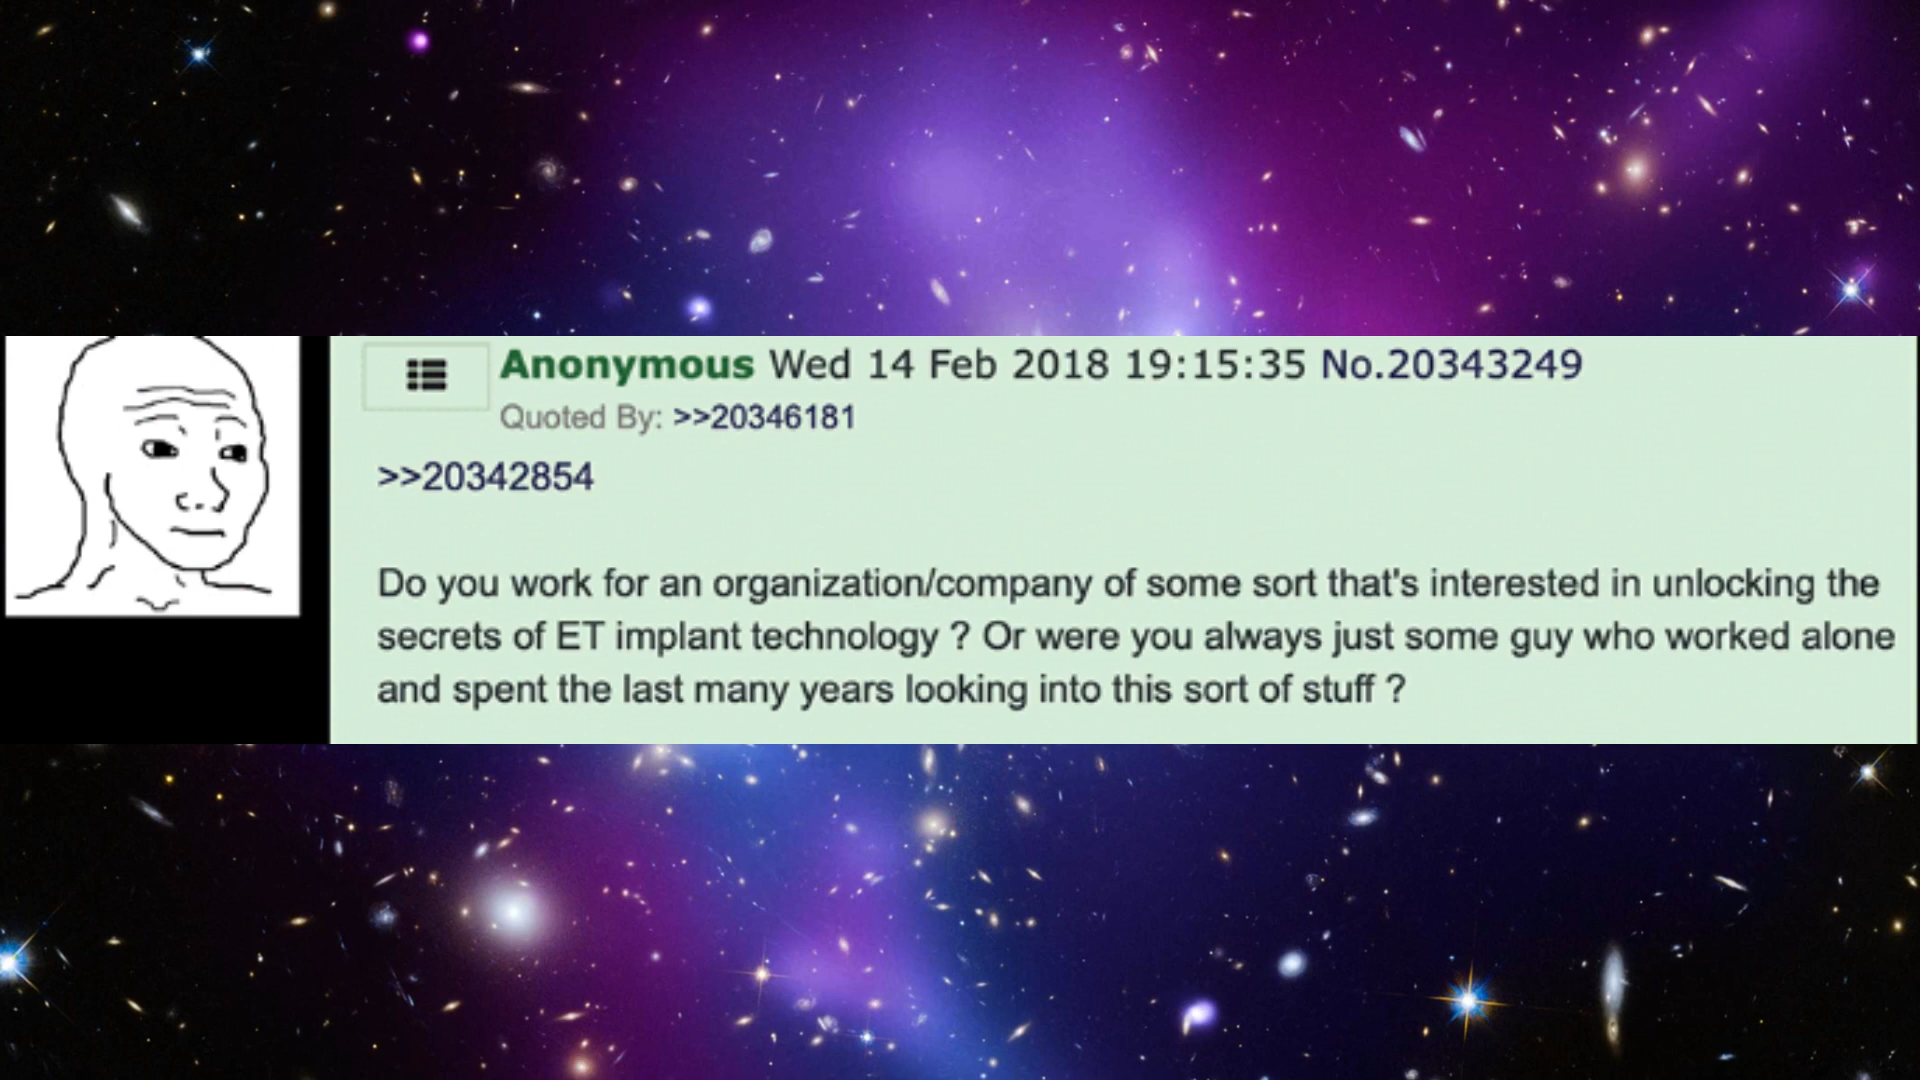 Anonymous Wed 14 Feb 2018 19:15:35 No.20343249
Quoted By: >>20346181
>>20342854
Do you work for an organization/company of some sort that's interested in unlocking the
secrets of ET implant technology ? Or were you always just some guy who worked alone
and spent the last many years looking into this sort of stuff ?